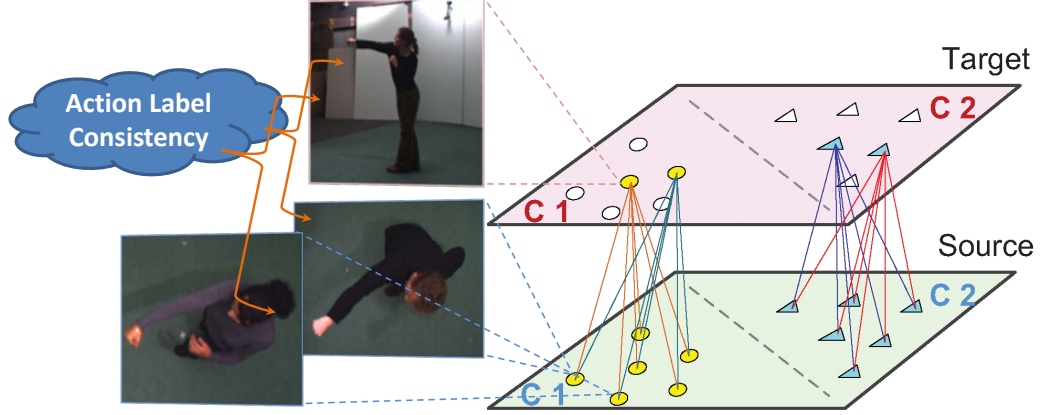 Action Label
Consistency
Target
C 2
C 1
Source
C 2
C 1